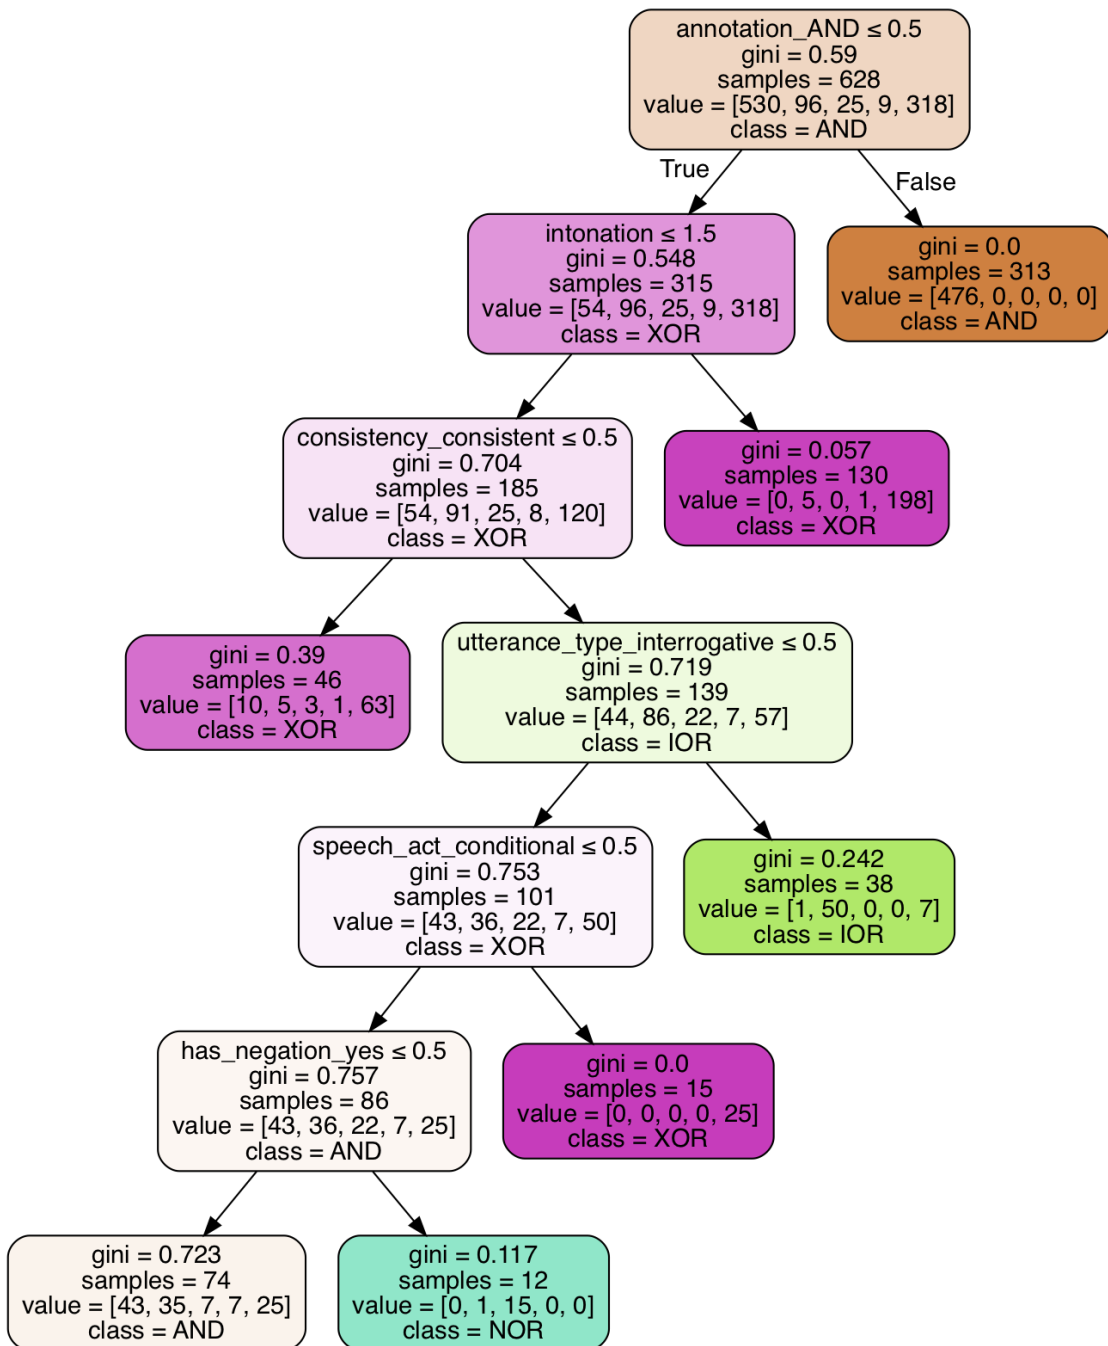 annotation_AND ≤ 0.5
gini = 0.59
samples = 628
value = [530, 96, 25, 9, 318]
class = AND
True
False
intonation ≤ 1.5
gini = 0.548
samples = 315
value = [54, 96, 25, 9, 318]
class = XOR
gini = 0.0
samples = 313
value = [476, 0, 0, 0, 0]
class = AND
consistency_consistent ≤ 0.5
gini = 0.704
samples = 185
value = [54, 91, 25, 8, 120]
class = XOR
gini = 0.057
samples = 130
value = [0, 5, 0, 1, 198]
class = XOR
gini = 0.39
samples = 46
value = [10, 5, 3, 1, 63]
class = XOR
utterance_type_interrogative ≤ 0.5
gini = 0.719
samples = 139
value = [44, 86, 22, 7, 57]
class = IOR
speech_act_conditional ≤ 0.5
gini = 0.753
samples = 101
value = [43, 36, 22, 7, 50]
class = XOR
gini = 0.242
samples = 38
value = [1, 50, 0, 0, 7]
class = IOR
has_negation_yes ≤ 0.5
gini = 0.757
samples = 86
value = [43, 36, 22, 7, 25]
class = AND
gini = 0.0
samples = 15
value = [0, 0, 0, 0, 25]
class = XOR
gini = 0.723
samples = 74
value = [43, 35, 7, 7, 25]
class = AND
gini = 0.117
samples = 12
value = [0, 1, 15, 0, 0]
class = NOR